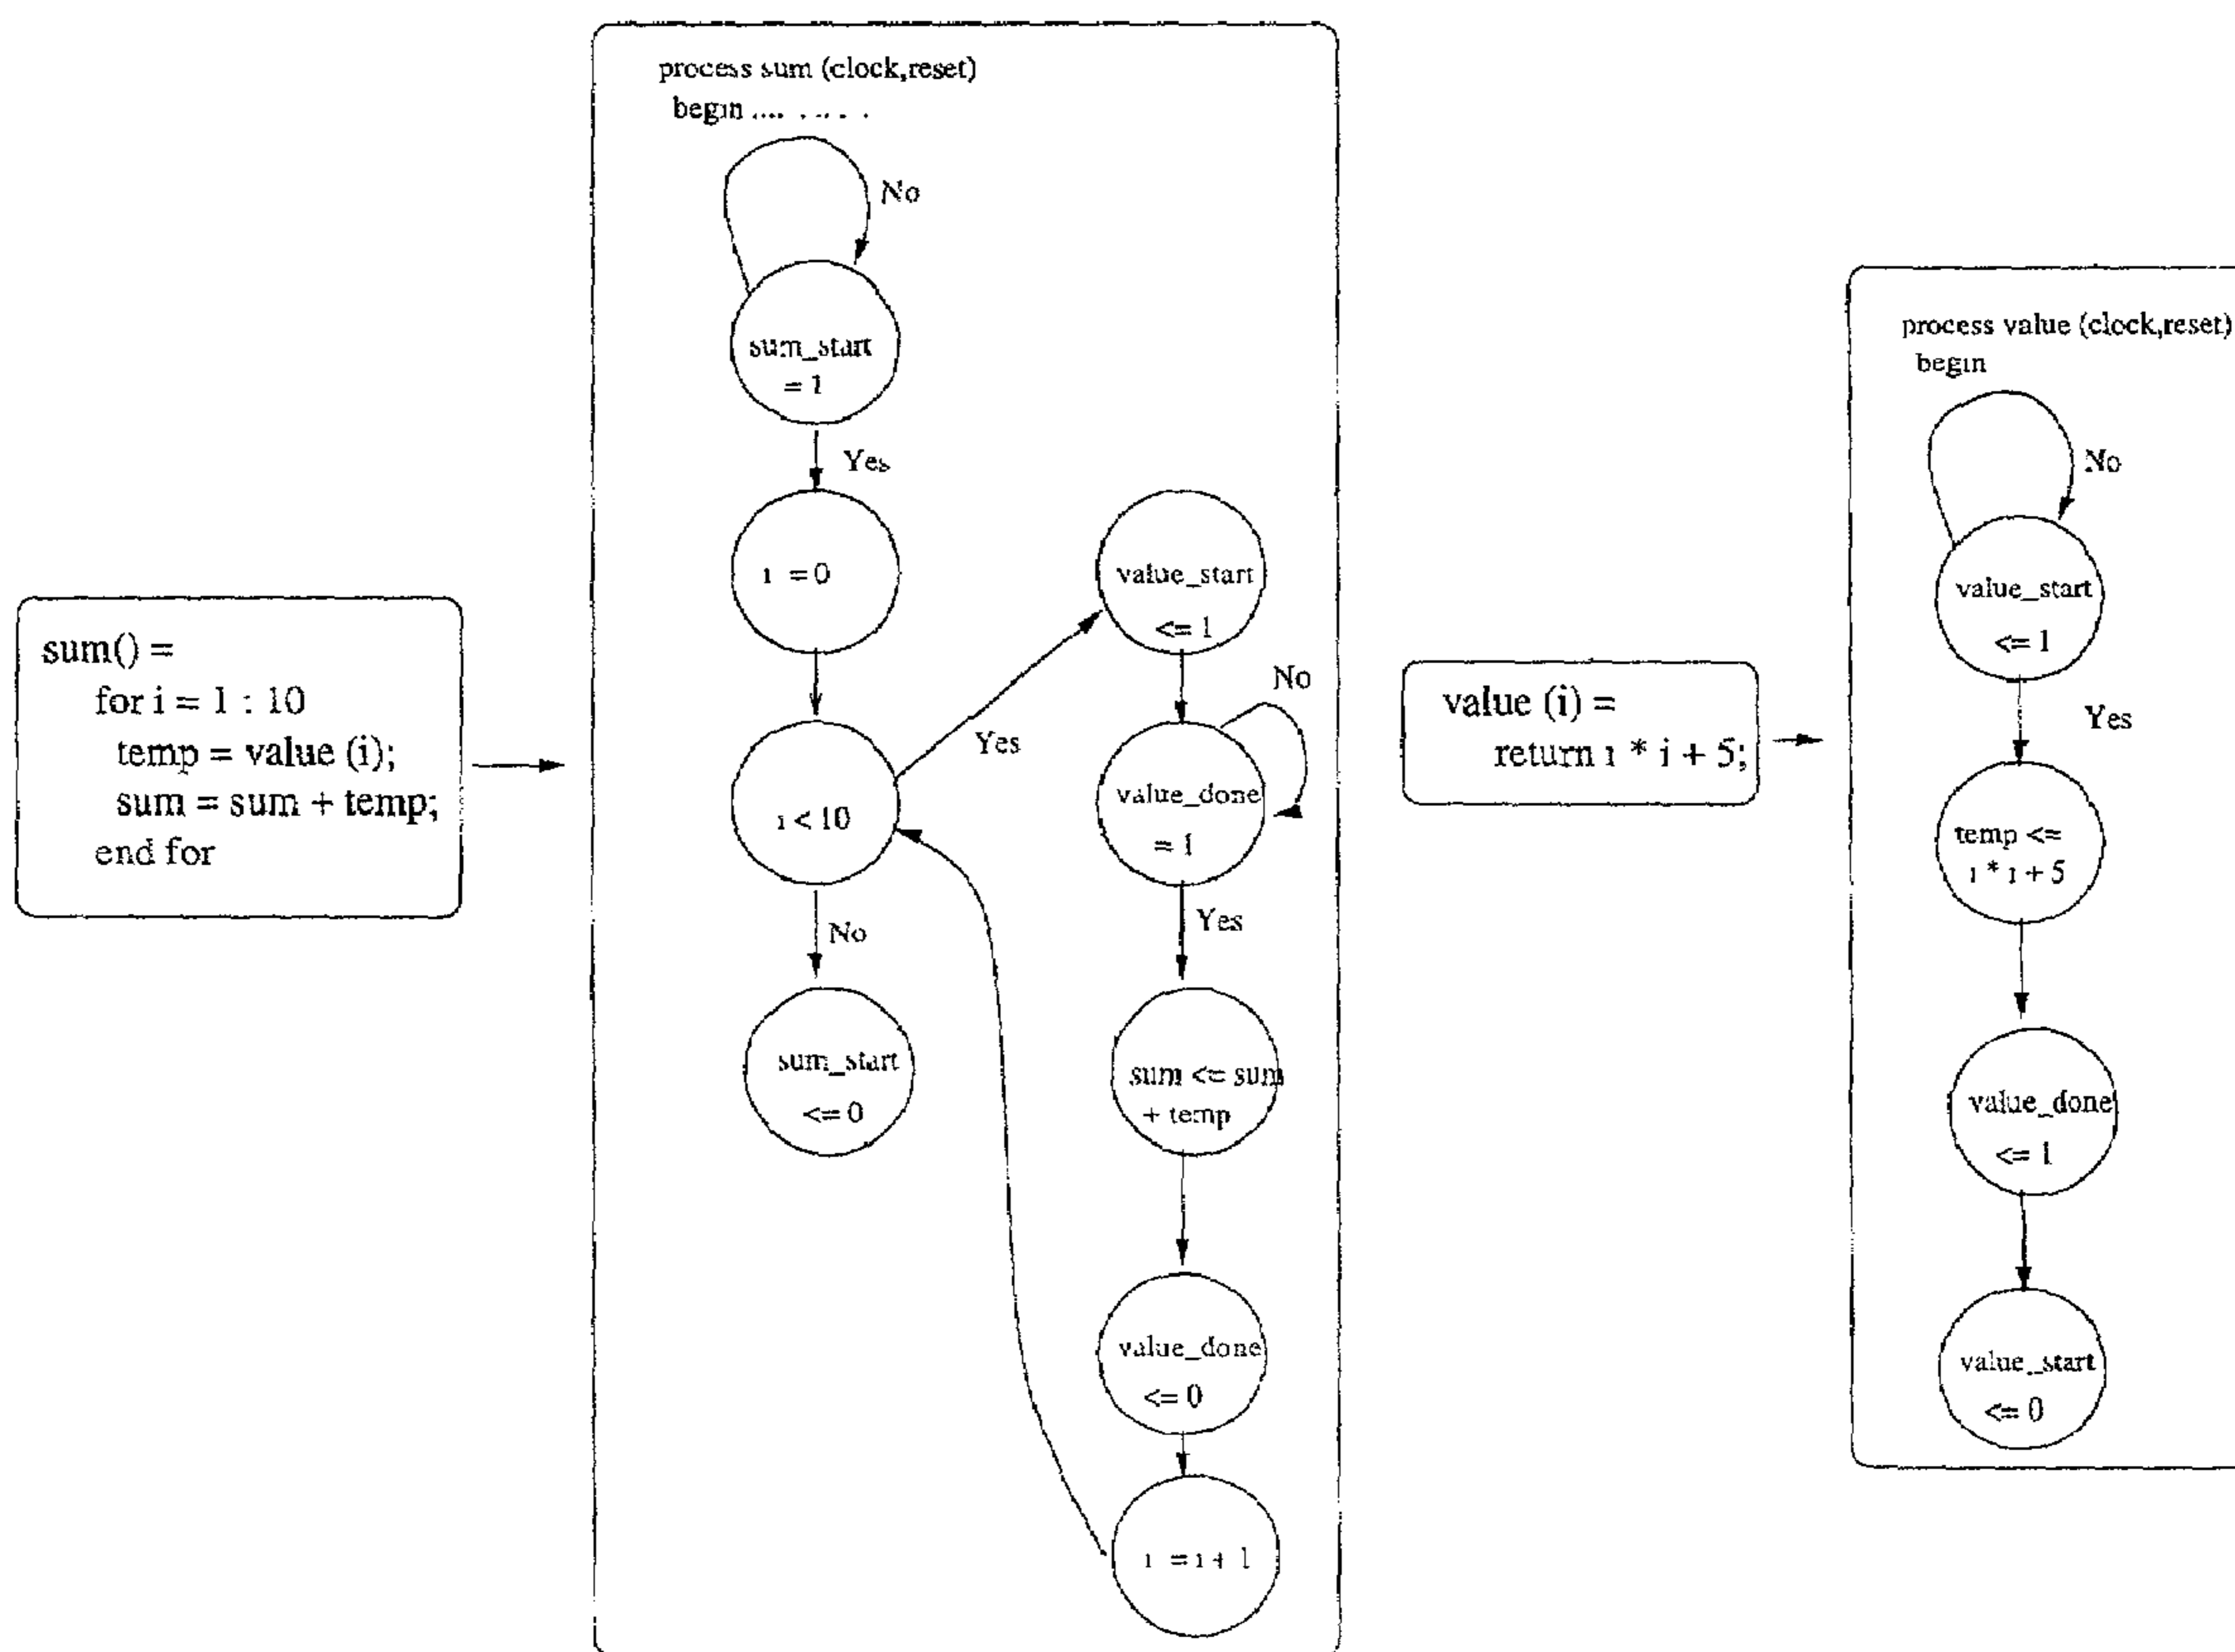 sum() =
for i = 1 : 10
temp = value (i);
sum = sum + temp;
end for
process sum (clock,reset)
begin .... . .. . . .
No
sum_start
= 1
Yes
i = 0
i < 10
Yes
No
sum_start
<= 0
value_start
<= 1
No
value_done
= 1
Yes
sum <= sum
+ temp
value_done
<= 0
i = i + 1
value (i) =
return i * i + 5;
process value (clock,reset)
begin
No
value_start
<= 1
Yes
temp <=
i * i + 5
value_done
<= 1
value_start
<= 0